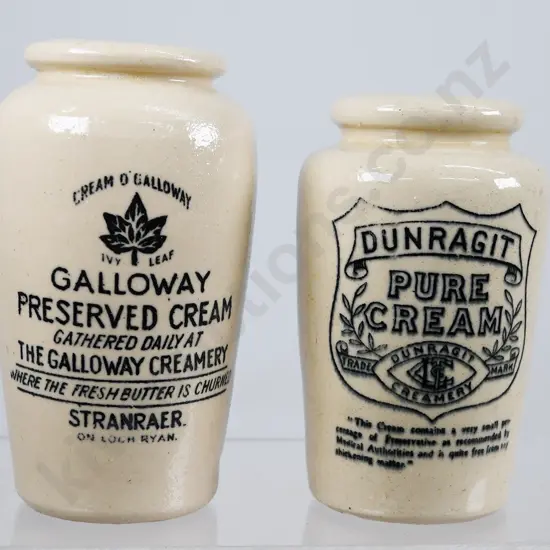 CREAM O' GALLOWAY
IVY LEAF
GALLOWAY
PRESERVED CREAM
GATHERED DAILY AT
THE GALLOWAY CREAMERY
WHERE THE FRESH BUTTER IS CHURNED
STRANRAER.
ON LOCH RYAN.
DUNRAGIT
PURE
CREAM
TRADE MARK
DUNRAGIT
CREAMERY
"This Cream contains a very small per
centage of Preservative as recommended by
Medical Authorities and is quite free from any
thickening matter."